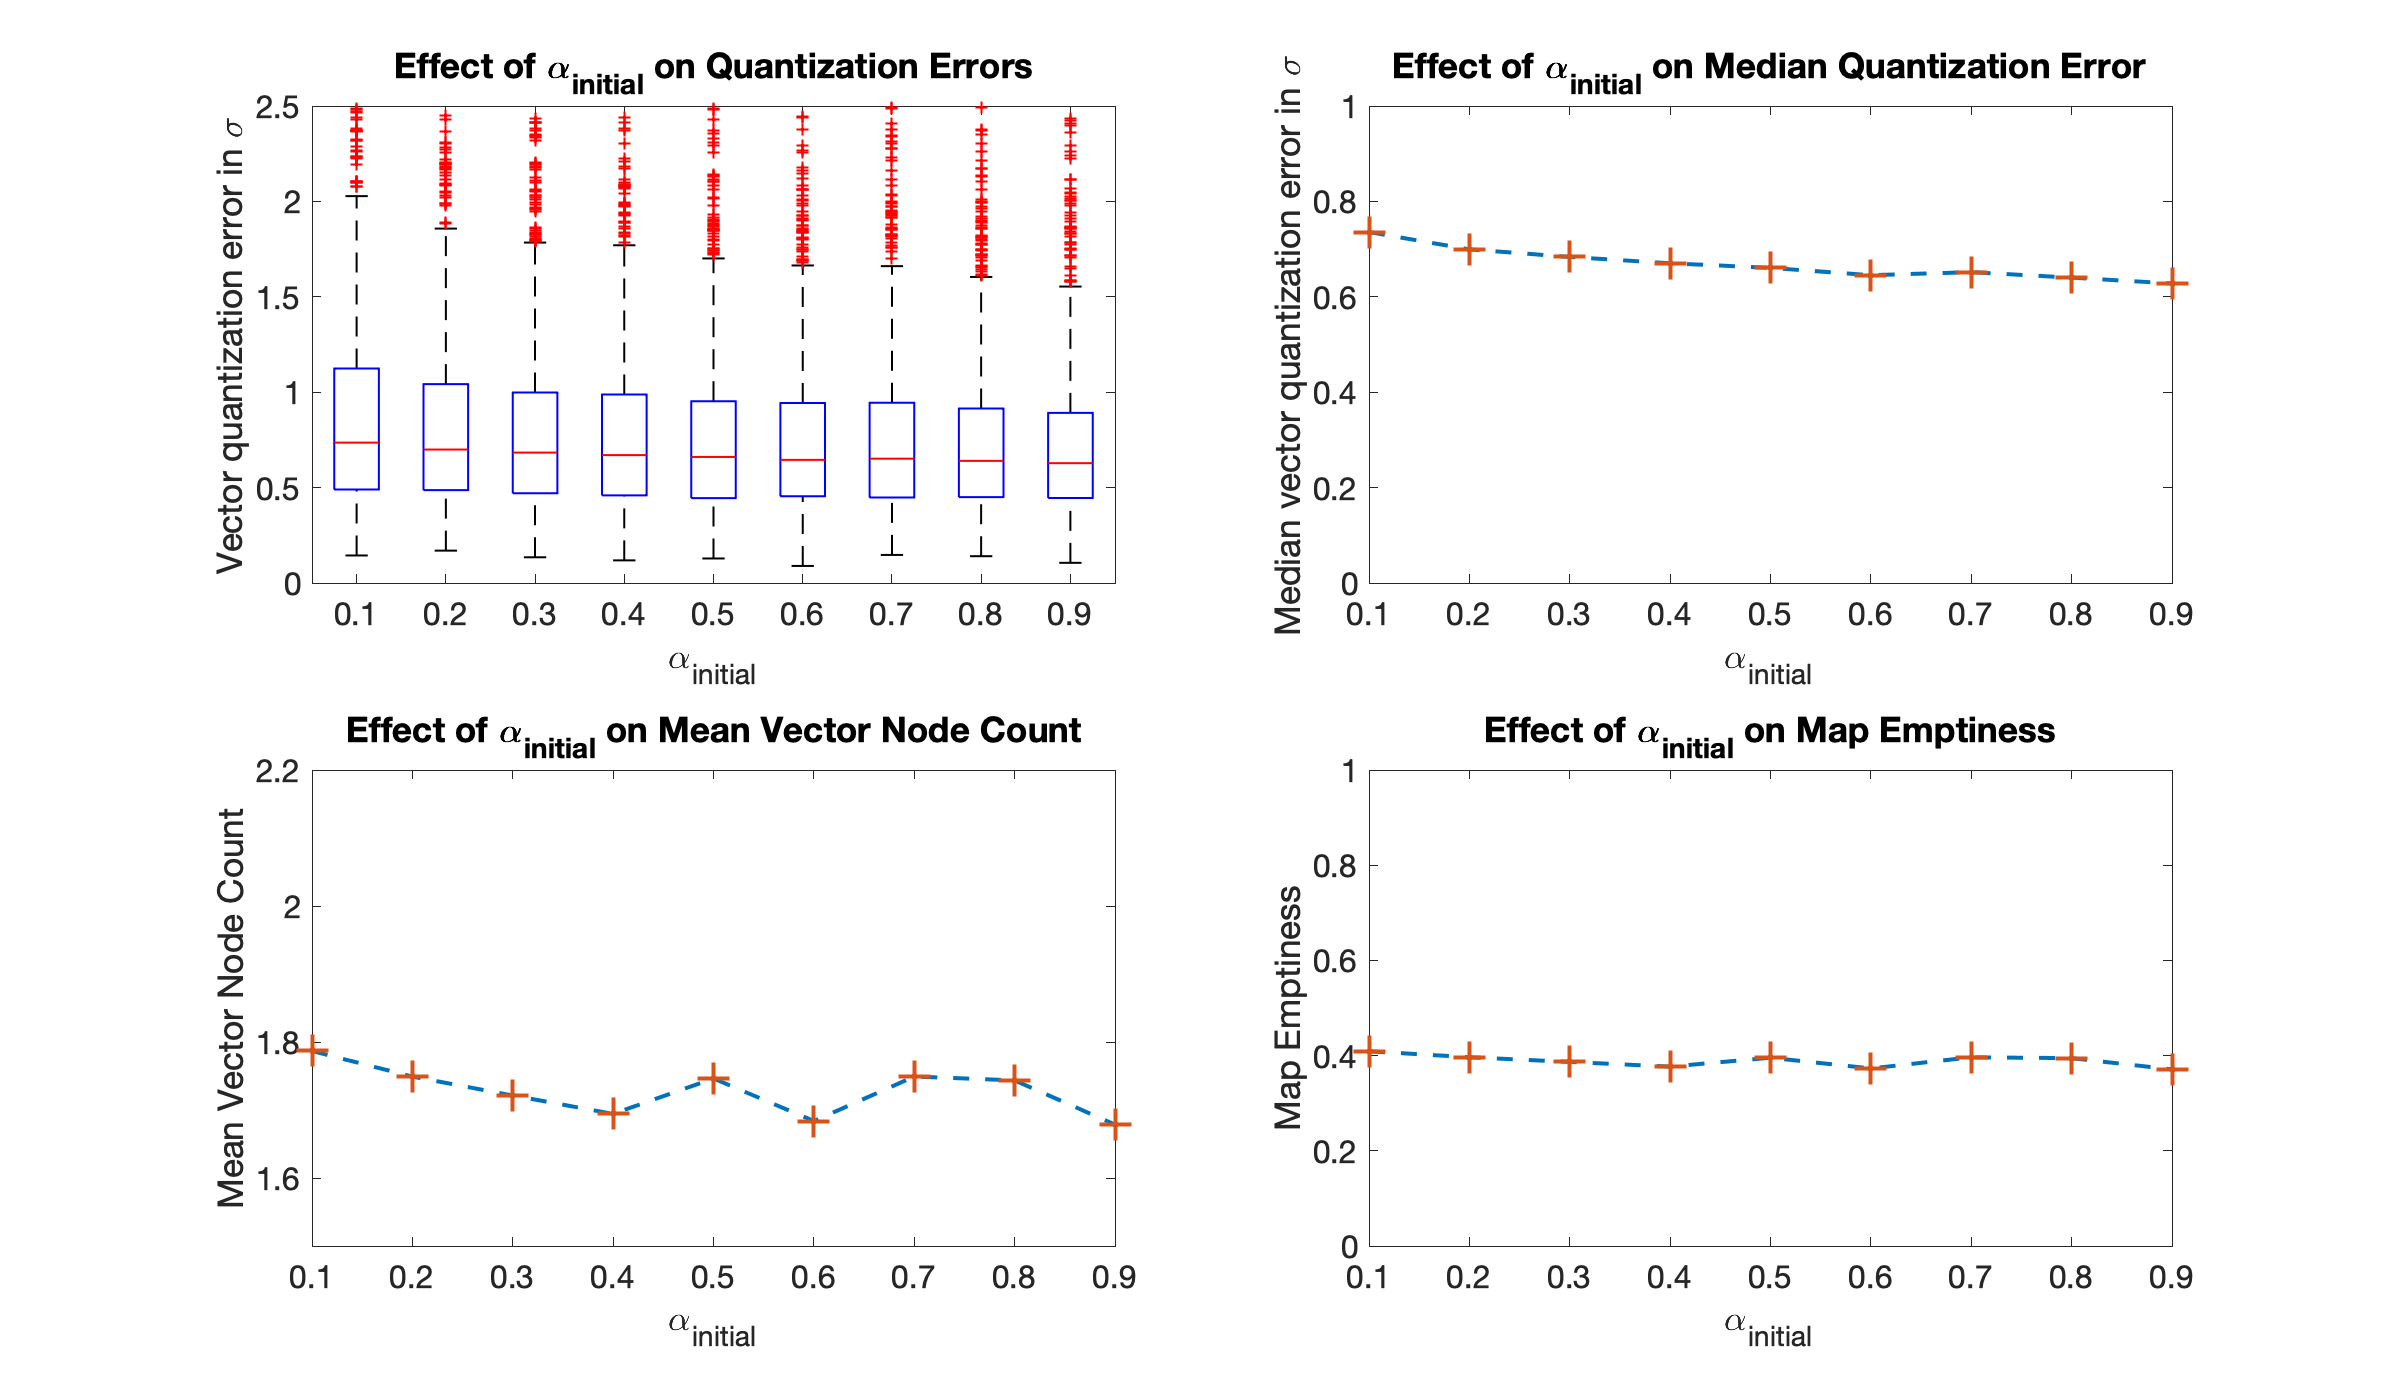 Effect of αinitial on Quantization Errors
Vector quantization error in σ
2.5
2
1.5
1
0.5
0
0.1 0.2 0.3 0.4 0.5 0.6 0.7 0.8 0.9
αinitial
Effect of αinitial on Median Quantization Error
Median vector quantization error in σ
1
0.8
0.6
0.4
0.2
0
0.1 0.2 0.3 0.4 0.5 0.6 0.7 0.8 0.9
αinitial
Effect of αinitial on Mean Vector Node Count
Mean Vector Node Count
2.2
2
1.8
1.6
0.1 0.2 0.3 0.4 0.5 0.6 0.7 0.8 0.9
αinitial
Effect of αinitial on Map Emptiness
Map Emptiness
1
0.8
0.6
0.4
0.2
0
0.1 0.2 0.3 0.4 0.5 0.6 0.7 0.8 0.9
αinitial